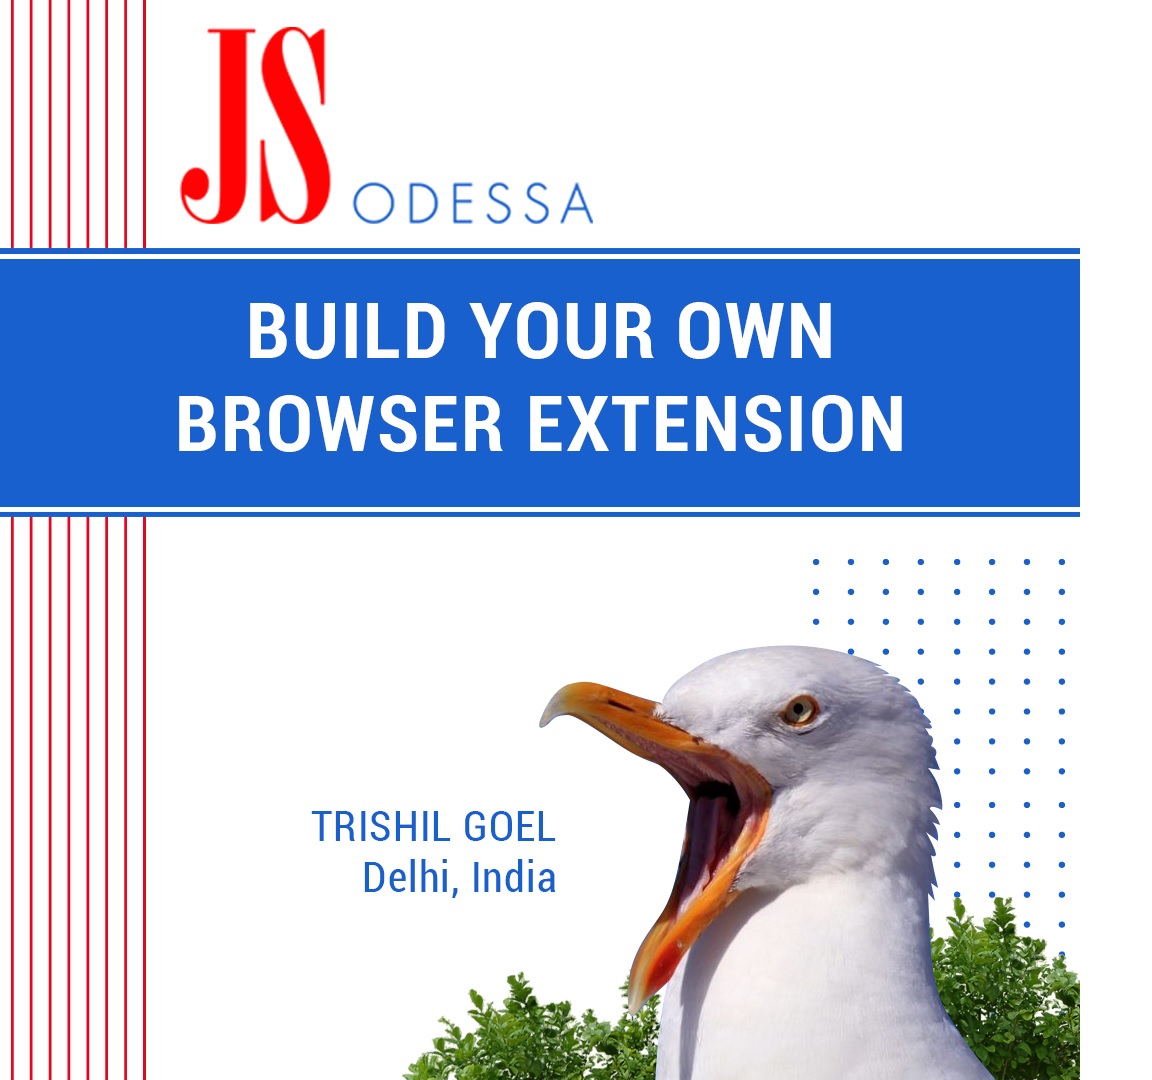 JS ODESSA
BUILD YOUR OWN
BROWSER EXTENSION
TRISHIL GOEL
Delhi, India